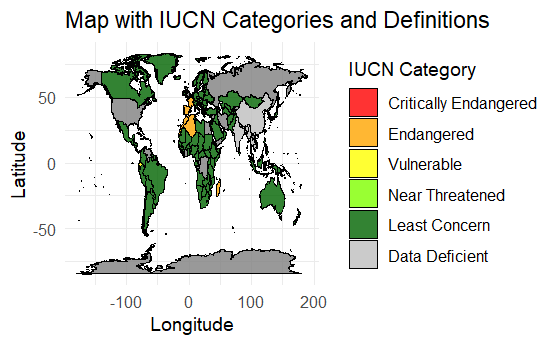 Map with IUCN Categories and Definitions
IUCN Category
Critically Endangered
Endangered
Vulnerable
Near Threatened
Least Concern
Data Deficient
Latitude
50
0
-50
-100
0
100
200
Longitude